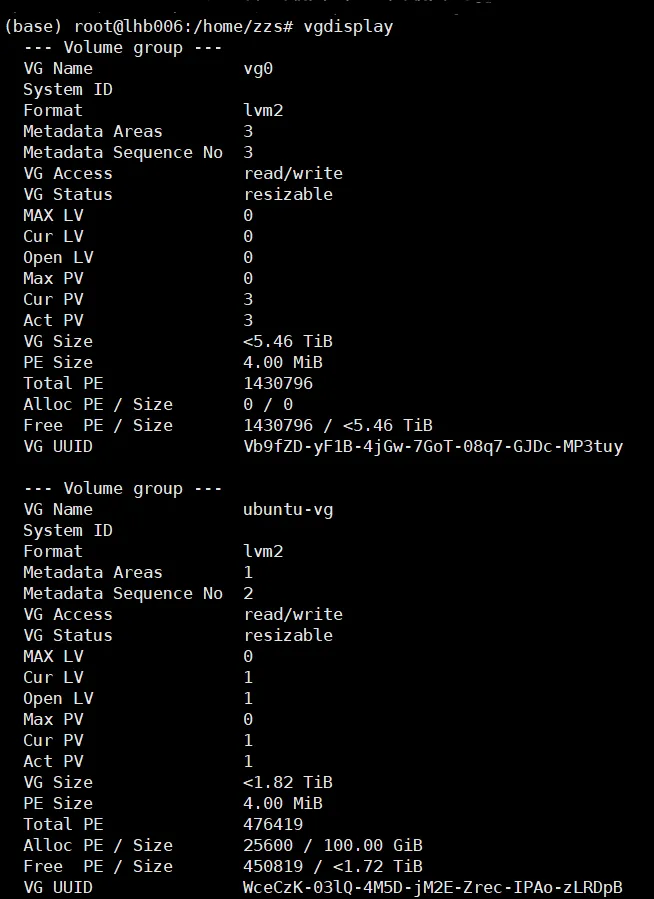 (base) root@lhb006:/home/zzs# vgdisplay
--- Volume group ---
VG Name vg0
System ID
Format lvm2
Metadata Areas 3
Metadata Sequence No 3
VG Access read/write
VG Status resizable
MAX LV 0
Cur LV 0
Open LV 0
Max PV 0
Cur PV 3
Act PV 3
VG Size <5.46 TiB
PE Size 4.00 MiB
Total PE 1430796
Alloc PE / Size 0 / 0
Free PE / Size 1430796 / <5.46 TiB
VG UUID Vb9fZD-yF1B-4jGw-7GoT-08q7-GJDc-MP3tuy
--- Volume group ---
VG Name ubuntu-vg
System ID
Format lvm2
Metadata Areas 1
Metadata Sequence No 2
VG Access read/write
VG Status resizable
MAX LV 0
Cur LV 1
Open LV 1
Max PV 0
Cur PV 1
Act PV 1
VG Size <1.82 TiB
PE Size 4.00 MiB
Total PE 476419
Alloc PE / Size 25600 / 100.00 GiB
Free PE / Size 450819 / <1.72 TiB
VG UUID WceCzK-03lQ-4M5D-jM2E-Zrec-IPAo-zLRDpB